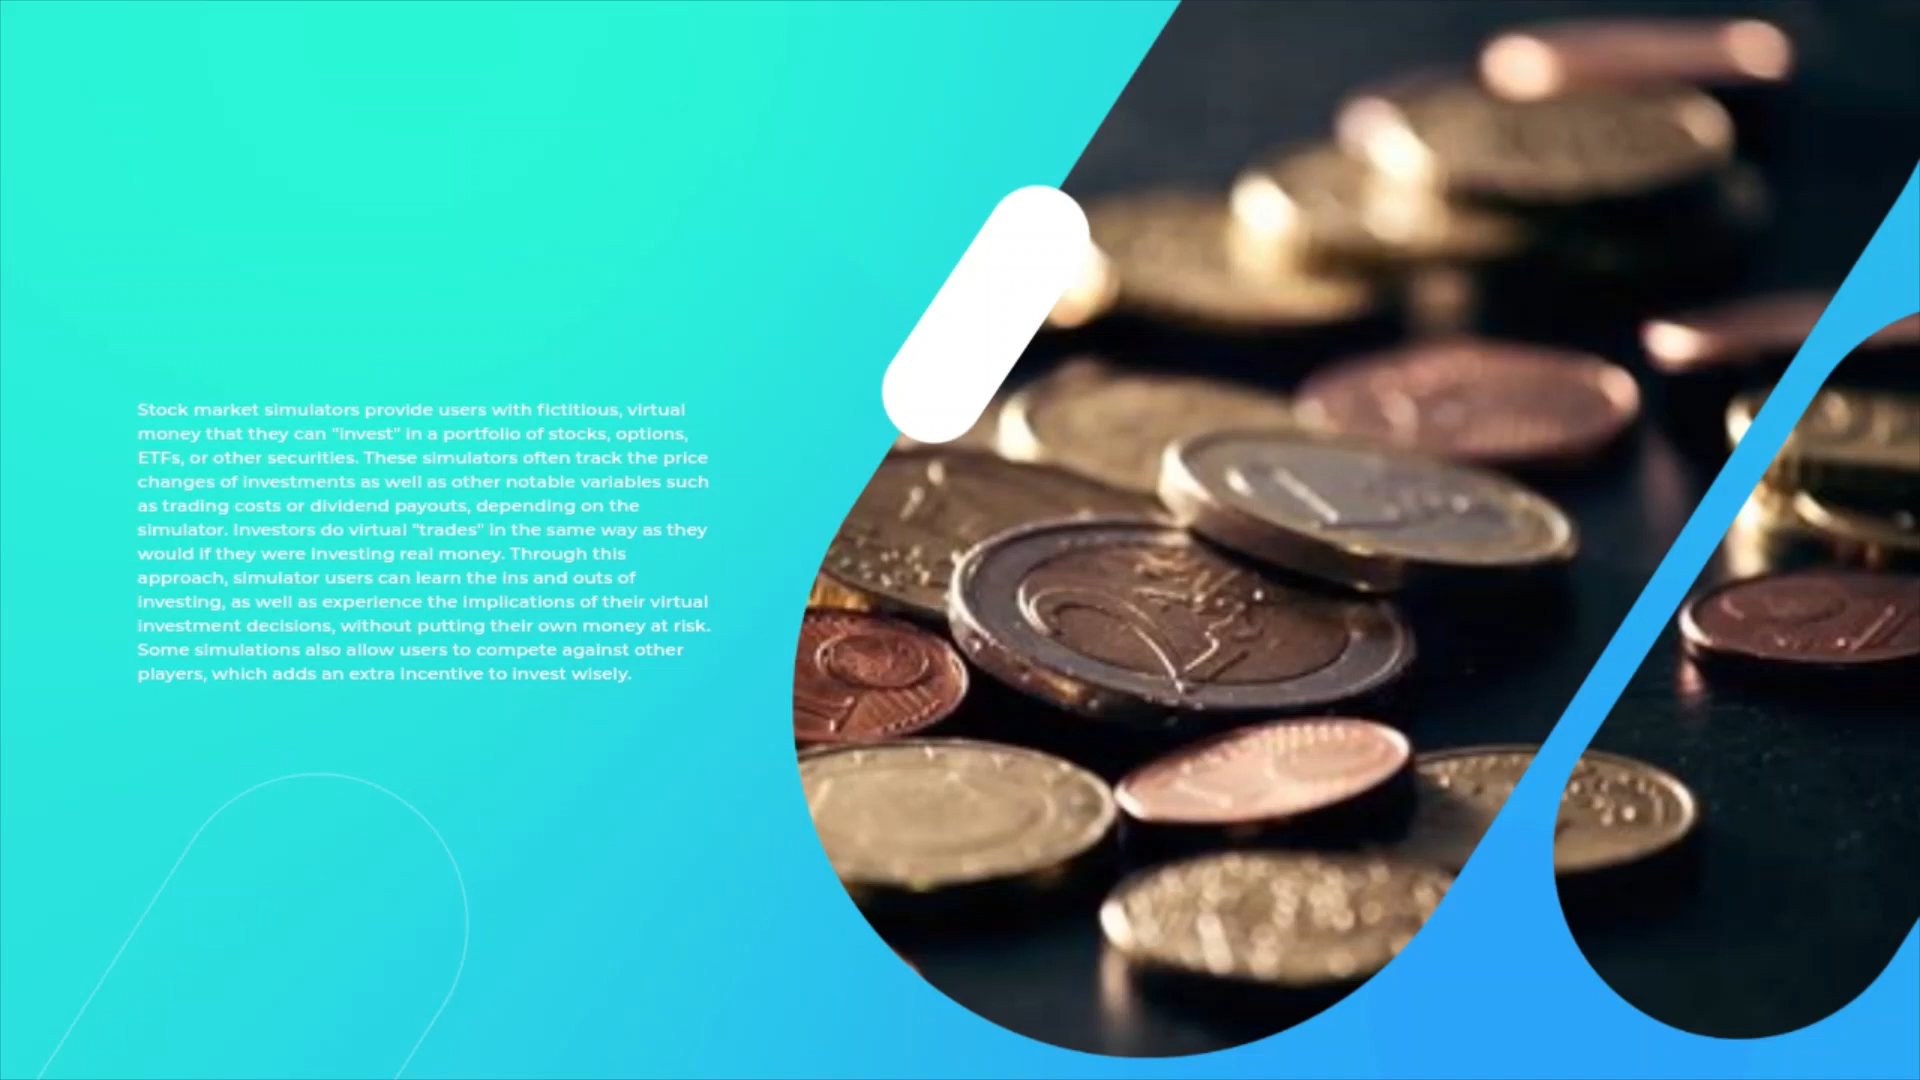 Stock market simulators provide users with fictitious, virtual
money that they can "invest" in a portfolio of stocks, options,
ETFs, or other securities. These simulators often track the price
changes of investments as well as other notable variables such
as trading costs or dividend payouts, depending on the
simulator. Investors do virtual "trades" in the same way as they
would if they were investing real money. Through this
approach, simulator users can learn the ins and outs of
investing, as well as experience the implications of their virtual
investment decisions, without putting their own money at risk.
Some simulations also allow users to compete against other
players, which adds an extra incentive to invest wisely.